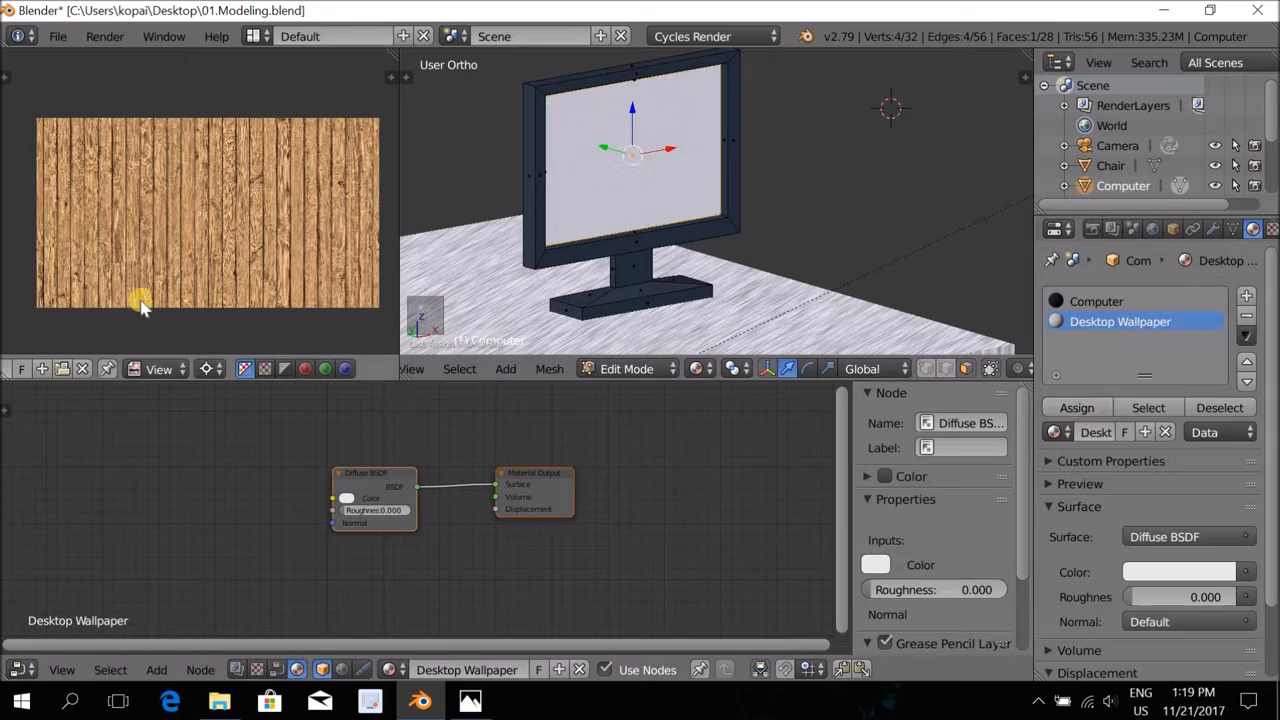 Blender* [C:\Users\kopai\Desktop\01.Modeling.blend]
File Render Window Help Default Scene Cycles Render v2.79 | Verts:4/32 | Edges:4/56 | Faces:1/28 | Tris:56 | Mem:335.23M | Computer
User Ortho
View Search All Scenes
Scene
RenderLayers
World
Camera
Chair
Computer
Com Desktop ...
Computer
Desktop Wallpaper
(1) Computer
F View
View Select Add Mesh Edit Mode Global
Assign Select Deselect
Deskt F Data
Custom Properties
Preview
Surface
Surface: Diffuse BSDF
Color:
Roughnes 0.000
Normal: Default
Volume
Displacement
Node
Name: Diffuse BS...
Label:
Color
Properties
Inputs:
Color
Roughness: 0.000
Normal
Grease Pencil Layer
Diffuse BSDF
BSDF
Color
Roughness:0.000
Normal
Material Output
Surface
Volume
Displacement
Desktop Wallpaper
View Select Add Node Desktop Wallpaper F Use Nodes
ENG
US
1:19 PM
11/21/2017